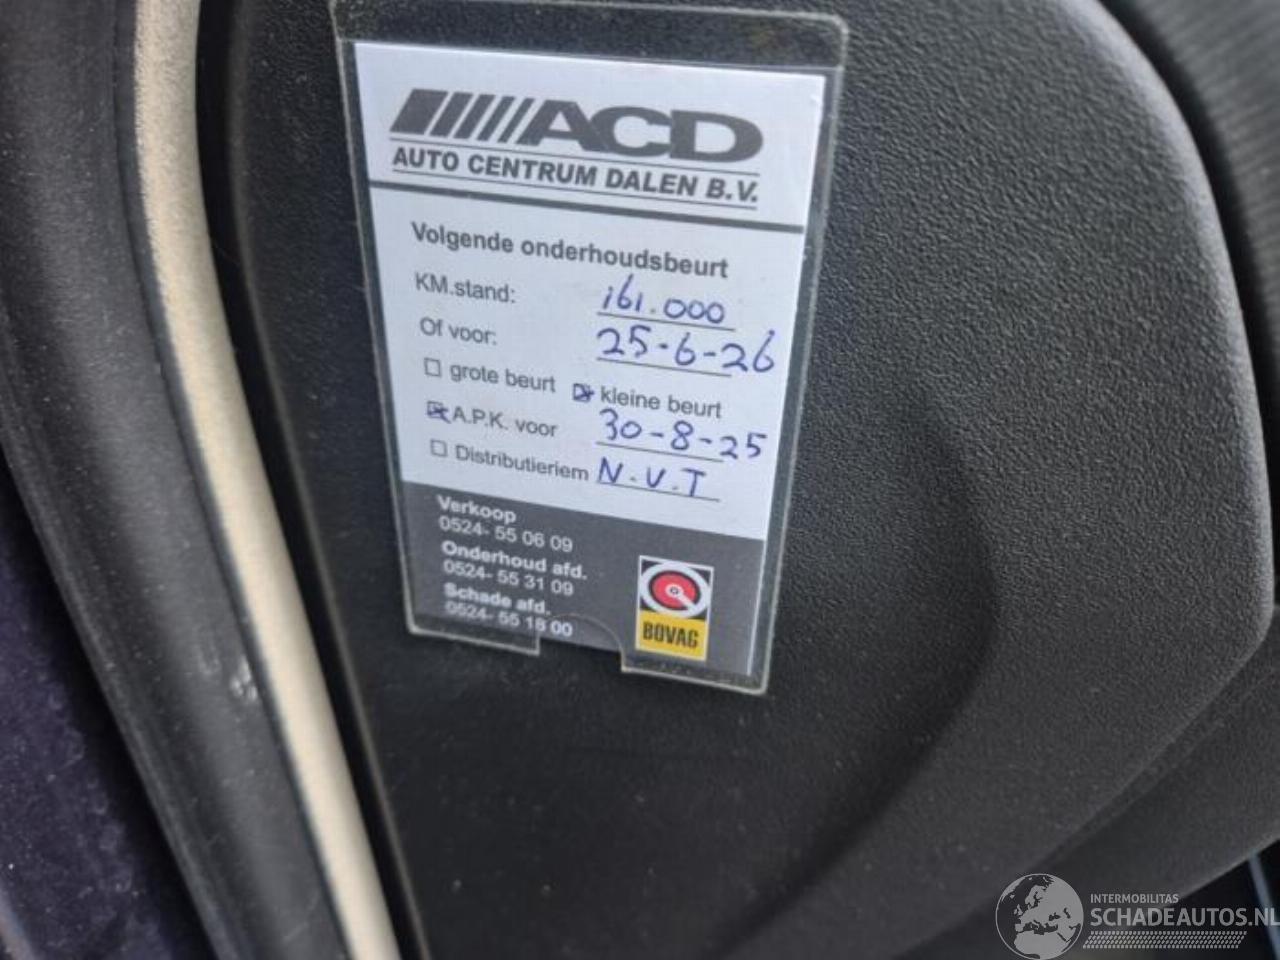 ACD
AUTO CENTRUM DALEN B.V.
Volgende onderhoudsbeurt
KM.stand: 161.000
Of voor: 25-6-26
☐ grote beurt ☒ kleine beurt
☒ A.P.K. voor 30-8-25
☐ Distributieriem N.V.T
Verkoop
0524- 55 06 09
Onderhoud afd.
0524- 55 31 09
Schade afd.
0524- 55 18 00
BOVAG
INTERMOBILITAS
SCHADEAUTOS.NL